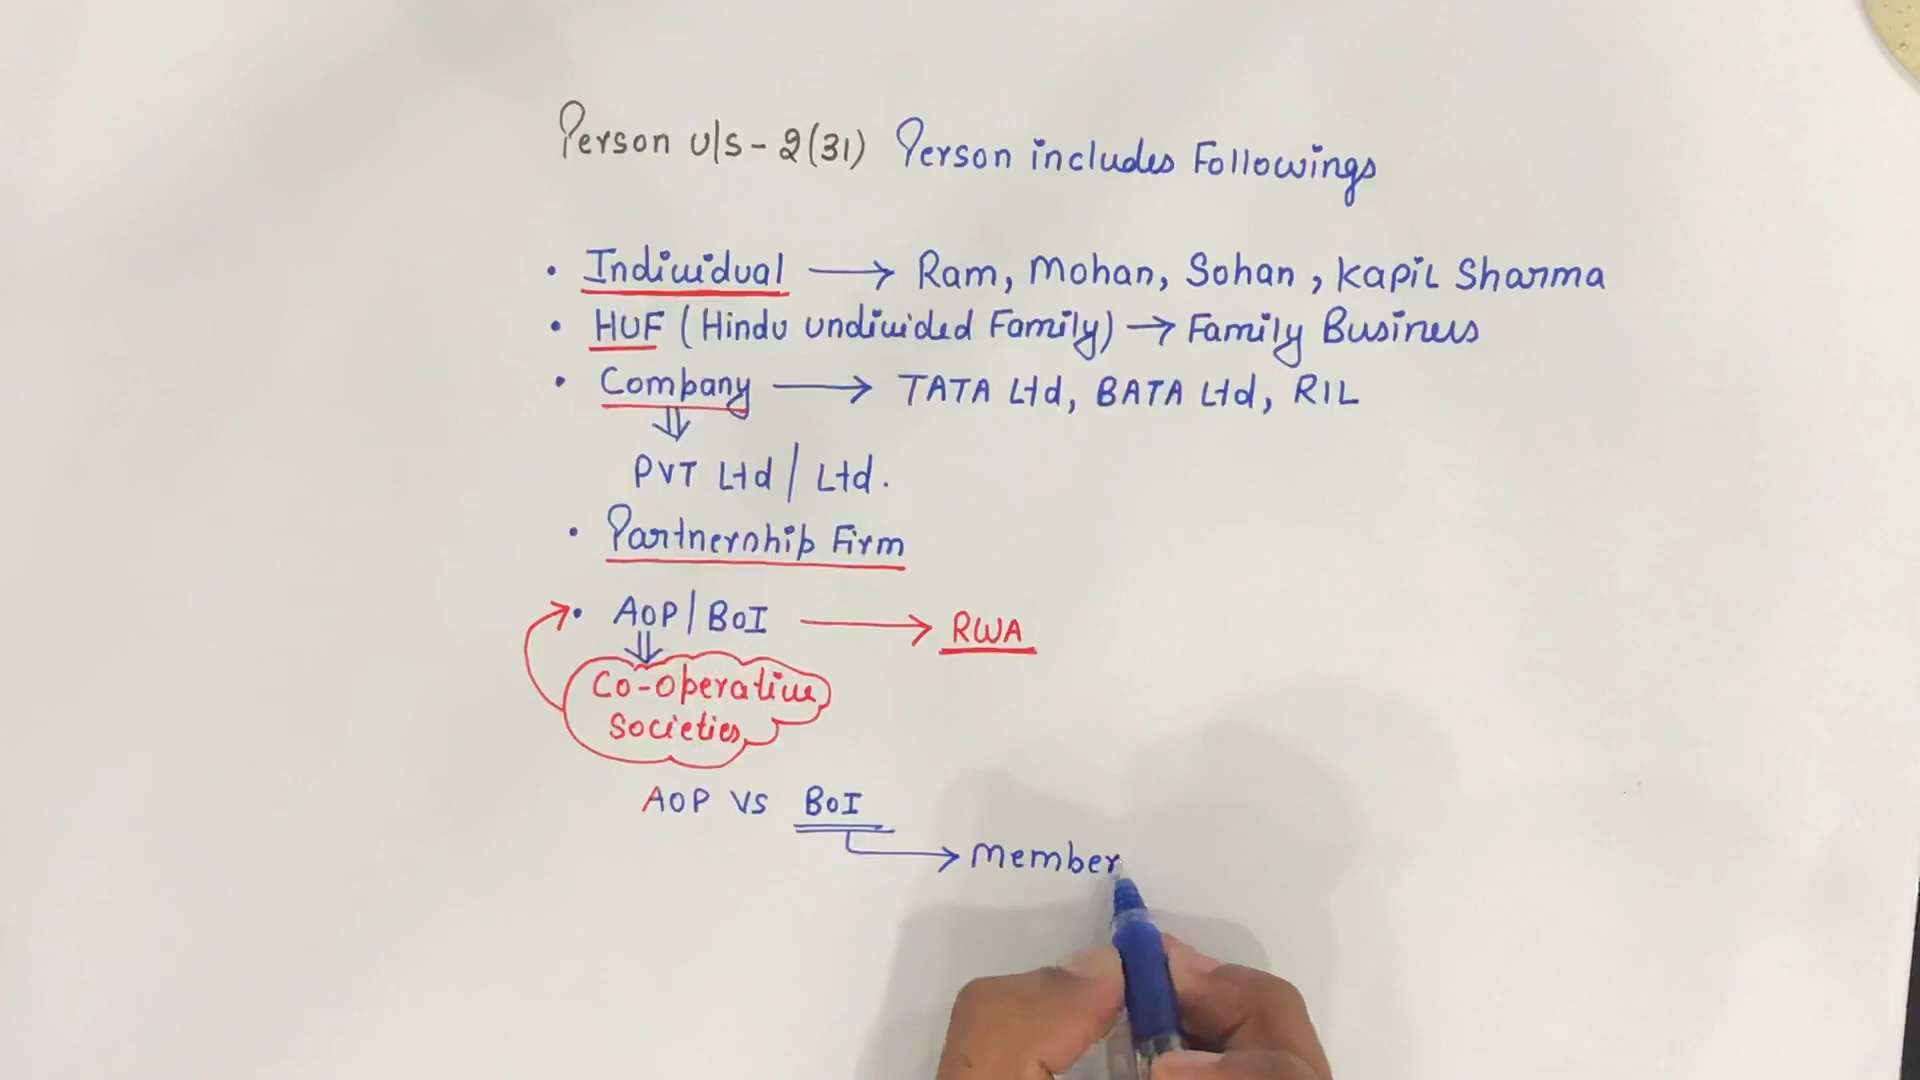 Person u/s - 2(31) Person includes Followings
• Individual → Ram, Mohan, Sohan, Kapil Sharma
• HUF (Hindu undivided Family) → Family Business
• Company → TATA Ltd, BATA Ltd, RIL
⇓
PVT Ltd / Ltd.
• Partnership Firm
• AOP/BOI → RWA
⇓
Co-operative
Societies
AOP VS BOI
→ Member